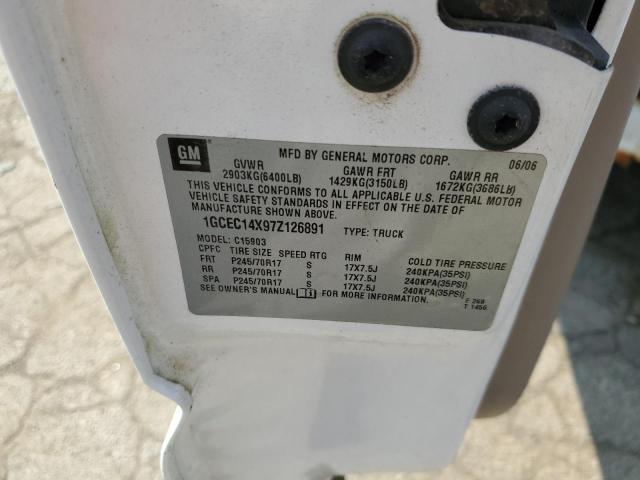 GM
MFD BY GENERAL MOTORS CORP. 06/06
GVWR GAWR FRT GAWR RR
2903KG(6400LB) 1429KG(3150LB) 1672KG(3686LB)
THIS VEHICLE CONFORMS TO ALL APPLICABLE U.S. FEDERAL MOTOR
VEHICLE SAFETY STANDARDS IN EFFECT ON THE DATE OF
MANUFACTURE SHOWN ABOVE.
1GCEC14X97Z126891 TYPE: TRUCK
MODEL: C15903
CPFC TIRE SIZE SPEED RTG RIM COLD TIRE PRESSURE
FRT P245/70R17 S 17X7.5J 240KPA(35PSI)
RR P245/70R17 S 17X7.5J 240KPA(35PSI)
SPA P245/70R17 S 17X7.5J 240KPA(35PSI)
SEE OWNER'S MANUAL FOR MORE INFORMATION.
F 268
T 1456